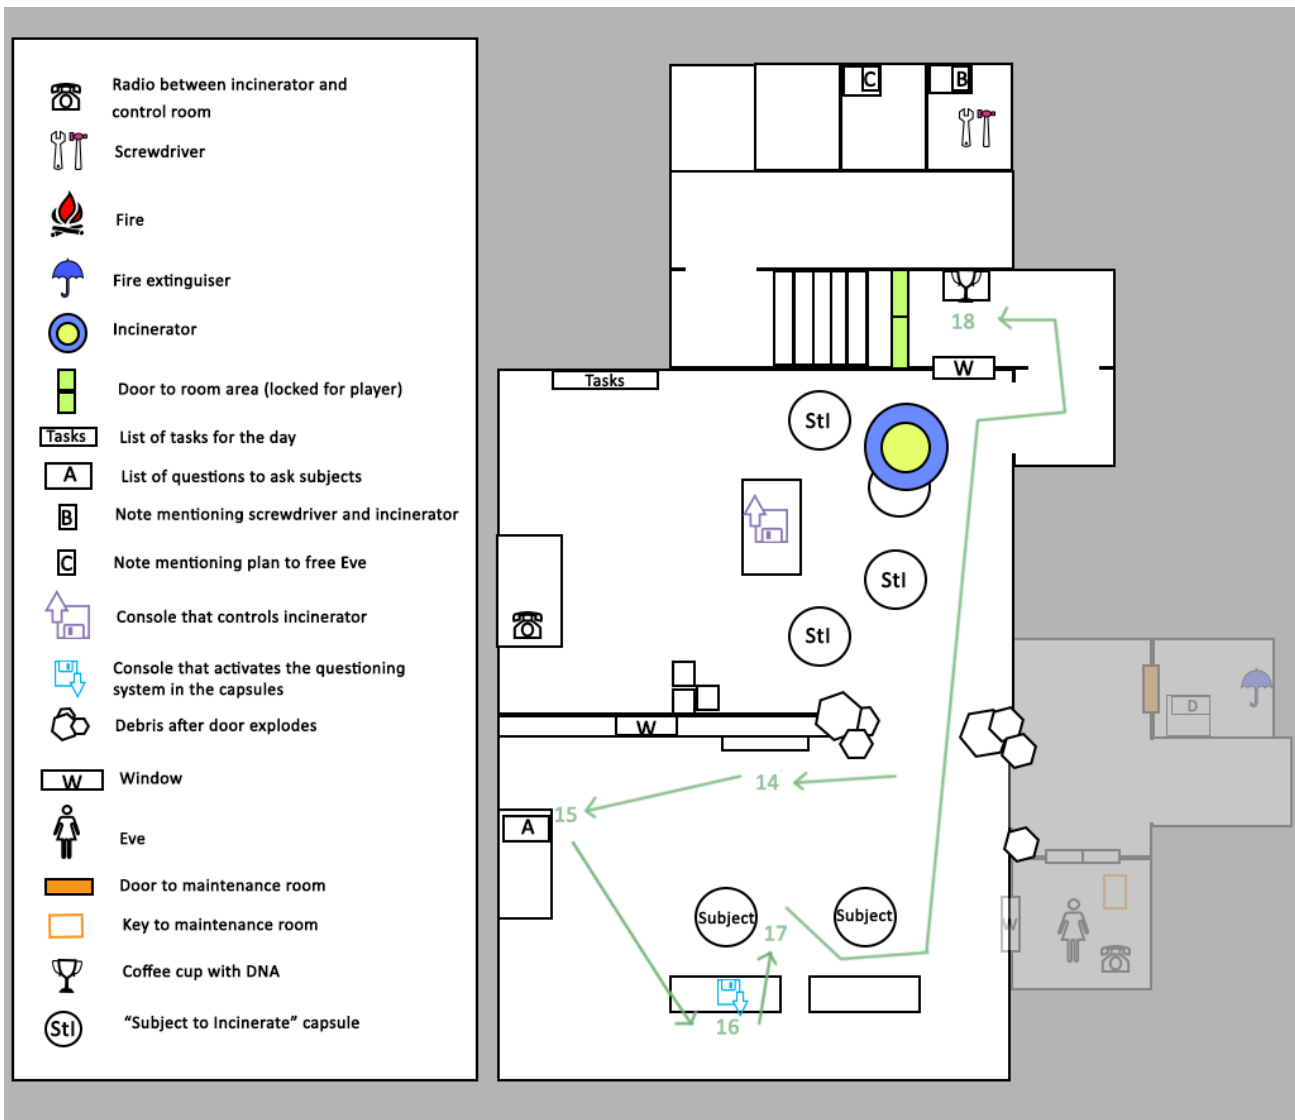 Radio between incinerator and
control room
Screwdriver
Fire
Fire extinguiser
Incinerator
Door to room area (locked for player)
Tasks
List of tasks for the day
A
List of questions to ask subjects
B
Note mentioning screwdriver and incinerator
C
Note mentioning plan to free Eve
Console that controls incinerator
Console that activates the questioning
system in the capsules
Debris after door explodes
W
Window
Eve
Door to maintenance room
Key to maintenance room
Coffee cup with DNA
StI
“Subject to Incinerate” capsule
C
B
18
W
Tasks
StI
StI
StI
W
D
14
15
A
Subject
Subject
17
W
16